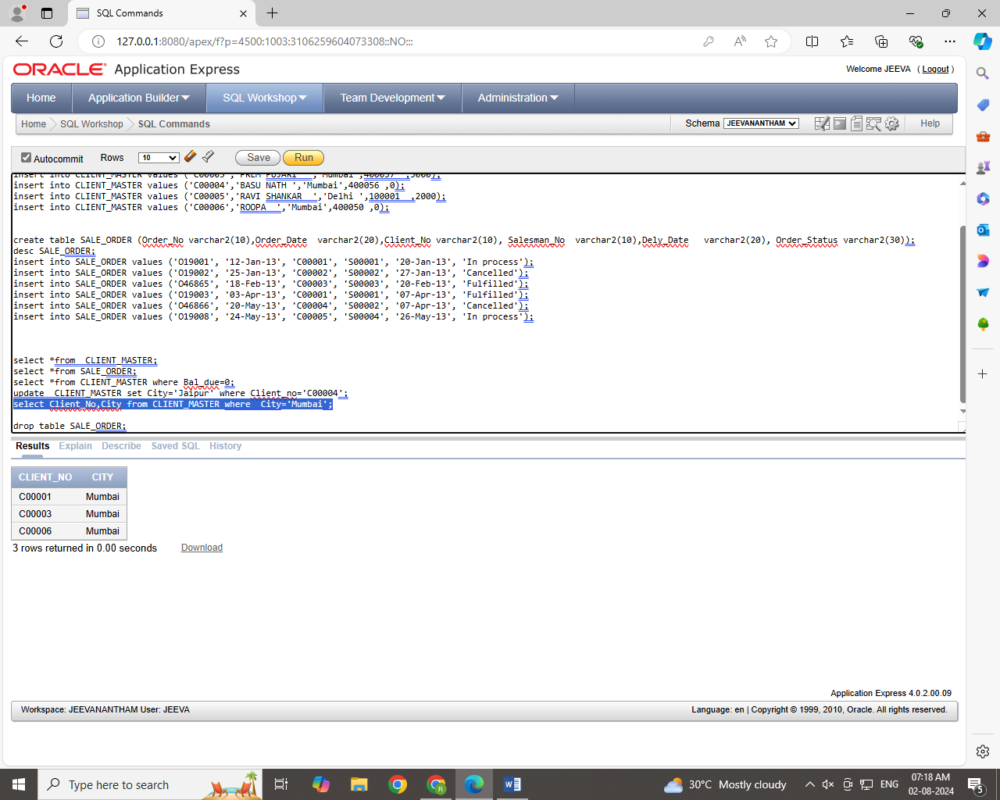 SQL Commands
127.0.0.1:8080/apex/f?p=4500:1003:3106259604073308::NO:::
ORACLE Application Express
Welcome JEEVA ( Logout )
Home Application Builder SQL Workshop Team Development Administration
Home SQL Workshop SQL Commands Schema JEEVANANTHAM Help
Autocommit Rows 10 Save Run
insert into CLIENT_MASTER values ('C00003','PREM PUJARI ','Mumbai',400057 ,5000);
insert into CLIENT_MASTER values ('C00004','BASU NATH ','Mumbai',400056 ,0);
insert into CLIENT_MASTER values ('C00005','RAVI SHANKAR ','Delhi ',100001 ,2000);
insert into CLIENT_MASTER values ('C00006','ROOPA ','Mumbai',400050 ,0);
create table SALE_ORDER (Order_No varchar2(10),Order_Date varchar2(20),Client_No varchar2(10), Salesman_No varchar2(10),Dely_Date varchar2(20), Order_Status varchar2(30));
desc SALE_ORDER;
insert into SALE_ORDER values ('O19001', '12-Jan-13', 'C00001', 'S00001', '20-Jan-13', 'In process');
insert into SALE_ORDER values ('O19002', '25-Jan-13', 'C00002', 'S00002', '27-Jan-13', 'Cancelled');
insert into SALE_ORDER values ('O46865', '18-Feb-13', 'C00003', 'S00003', '20-Feb-13', 'Fulfilled');
insert into SALE_ORDER values ('O19003', '03-Apr-13', 'C00001', 'S00001', '07-Apr-13', 'Fulfilled');
insert into SALE_ORDER values ('O46866', '20-May-13', 'C00004', 'S00002', '07-Apr-13', 'Cancelled');
insert into SALE_ORDER values ('O19008', '24-May-13', 'C00005', 'S00004', '26-May-13', 'In process');
select *from CLIENT_MASTER;
select *from SALE_ORDER;
select *from CLIENT_MASTER where Bal_due=0;
update CLIENT_MASTER set City='Jaipur' where Client_no='C00004';
select Client_No,City from CLIENT_MASTER where City='Mumbai';
drop table SALE_ORDER;
Results Explain Describe Saved SQL History
CLIENT_NO CITY
C00001 Mumbai
C00003 Mumbai
C00006 Mumbai
3 rows returned in 0.00 seconds Download
Application Express 4.0.2.00.09
Workspace: JEEVANANTHAM User: JEEVA Language: en | Copyright © 1999, 2010, Oracle. All rights reserved.
Type here to search 30°C Mostly cloudy ENG 07:18 AM
02-08-2024 5